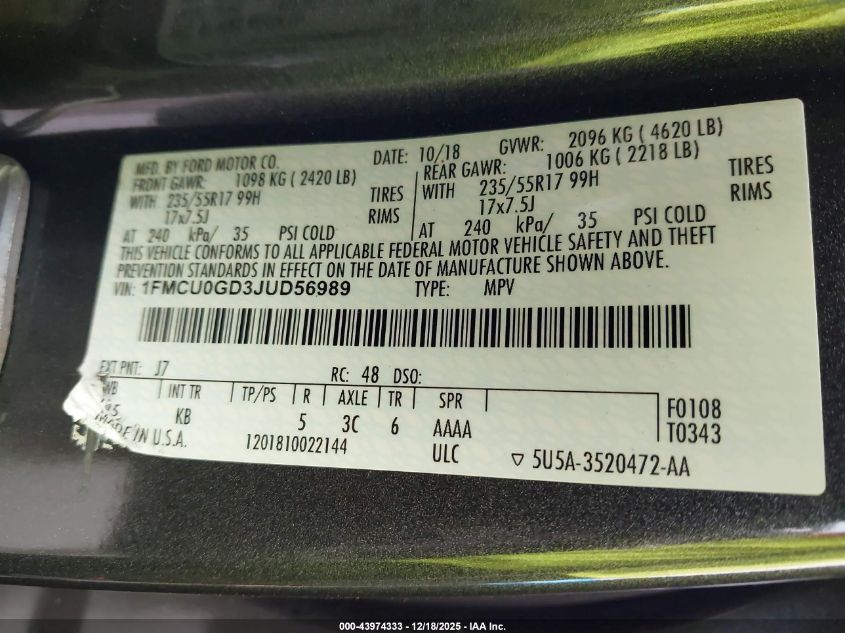 MFD. BY FORD MOTOR CO. DATE: 10/18 GVWR: 2096 KG ( 4620 LB)
FRONT GAWR: 1098 KG ( 2420 LB) REAR GAWR: 1006 KG ( 2218 LB)
WITH 235/55R17 99H TIRES WITH 235/55R17 99H TIRES
17x7.5J RIMS 17x7.5J RIMS
AT 240 kPa/ 35 PSI COLD AT 240 kPa/ 35 PSI COLD
THIS VEHICLE CONFORMS TO ALL APPLICABLE FEDERAL MOTOR VEHICLE SAFETY AND THEFT
PREVENTION STANDARDS IN EFFECT ON THE DATE OF MANUFACTURE SHOWN ABOVE.
VIN: 1FMCU0GD3JUD56989 TYPE: MPV
EXT PNT: J7 RC: 48 DSO:
WB INT TR TP/PS R AXLE TR SPR
KB 5 3C 6 AAAA F0108
MADE IN U.S.A. 1201810022144 ULC T0343
▽ 5U5A-3520472-AA
000-43974333 - 12/18/2025 - IAA Inc.